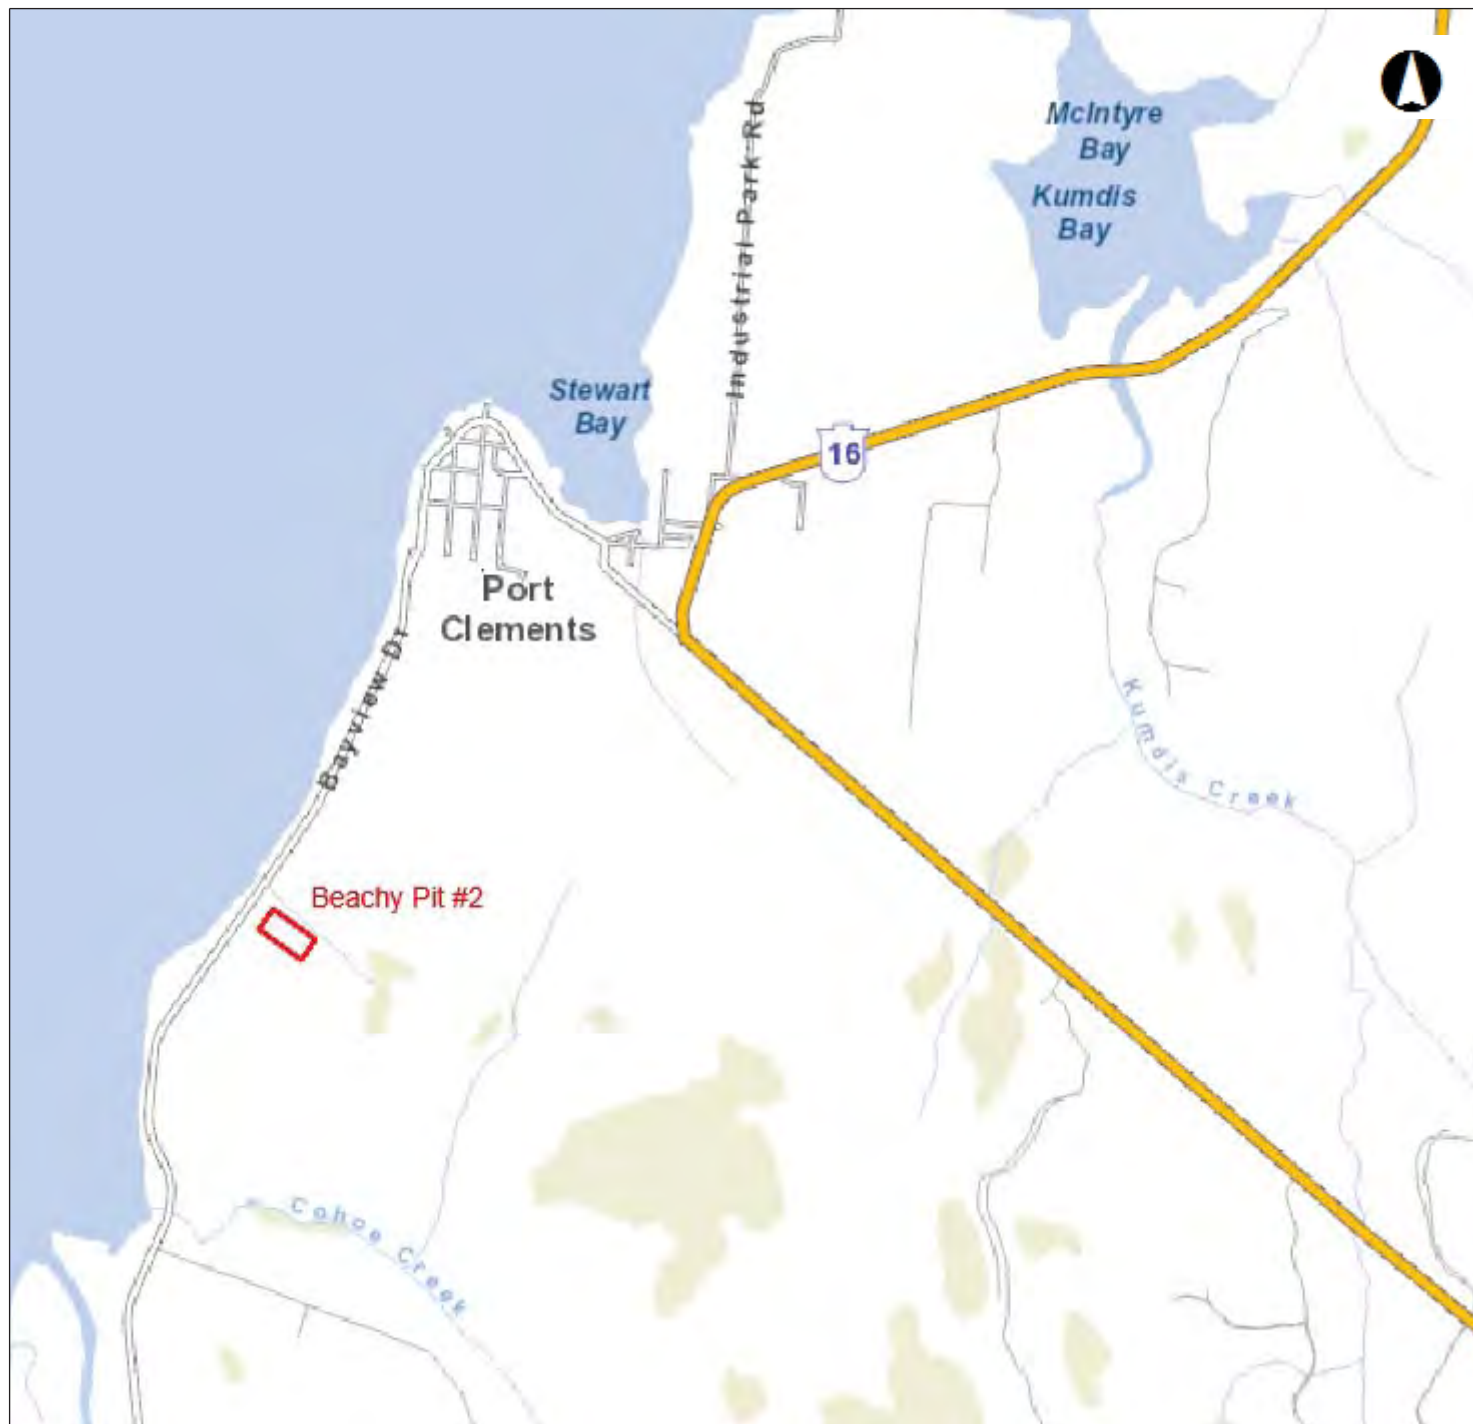 McIntyre
Bay
Kumdis
Bay
Industrial Park Rd
Stewart
Bay
16
Port
Clements
Bayview Dr
Kumdis Creek
Beachy Pit #2
Cohoe Creek